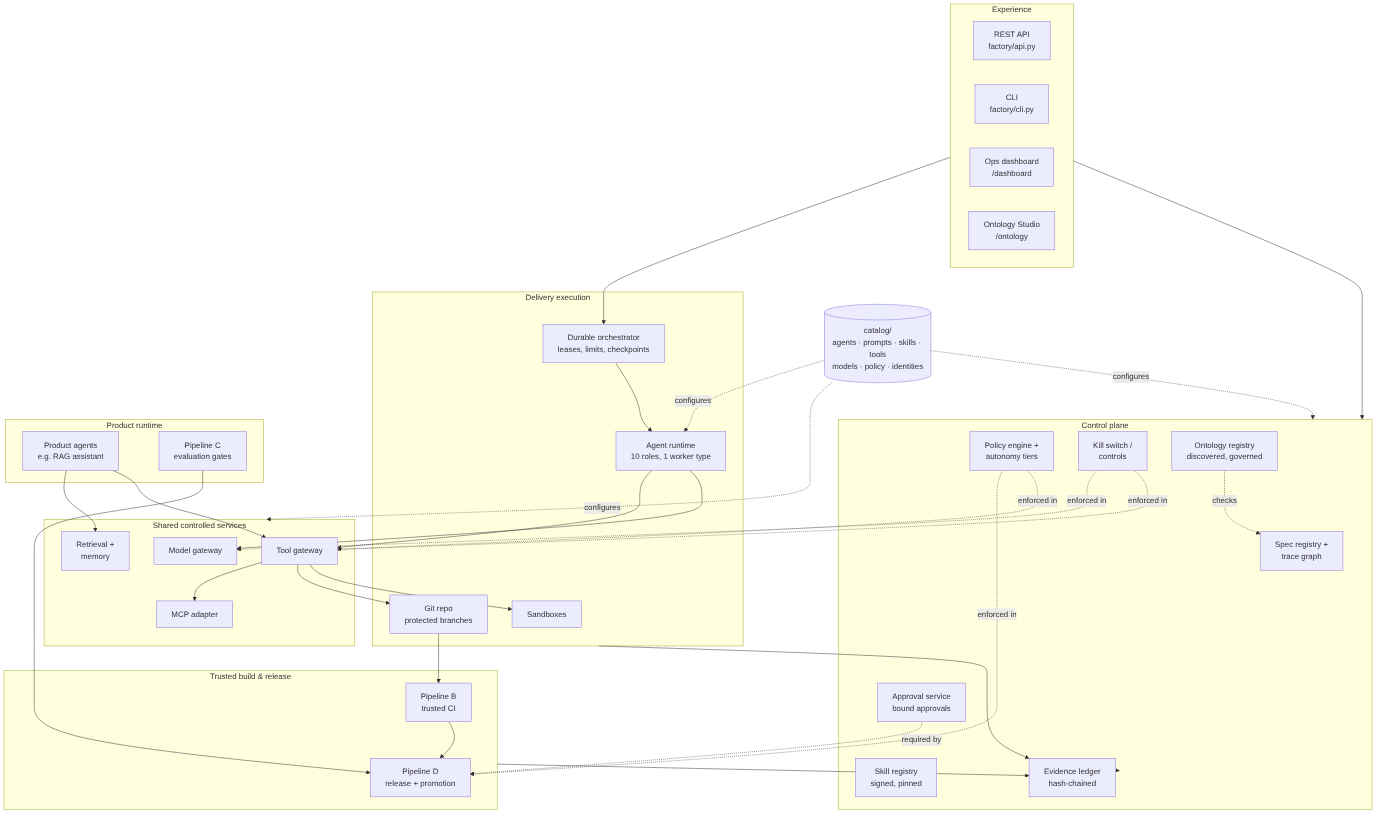 Experience
REST API
factory/api.py
CLI
factory/cli.py
Ops dashboard
/dashboard
Ontology Studio
/ontology
Delivery execution
Durable orchestrator
leases, limits, checkpoints
catalog/
agents · prompts · skills ·
tools
models · policy · identities
configures
configures
configures
Agent runtime
10 roles, 1 worker type
Product runtime
Product agents
e.g. RAG assistant
Pipeline C
evaluation gates
Control plane
Policy engine +
autonomy tiers
Kill switch /
controls
Ontology registry
discovered, governed
enforced in
enforced in
enforced in
checks
Shared controlled services
Retrieval +
memory
Model gateway
Tool gateway
Spec registry +
trace graph
MCP adapter
Git repo
protected branches
Sandboxes
enforced in
Trusted build & release
Pipeline B
trusted CI
Approval service
bound approvals
required by
Pipeline D
release + promotion
Skill registry
signed, pinned
Evidence ledger
hash-chained